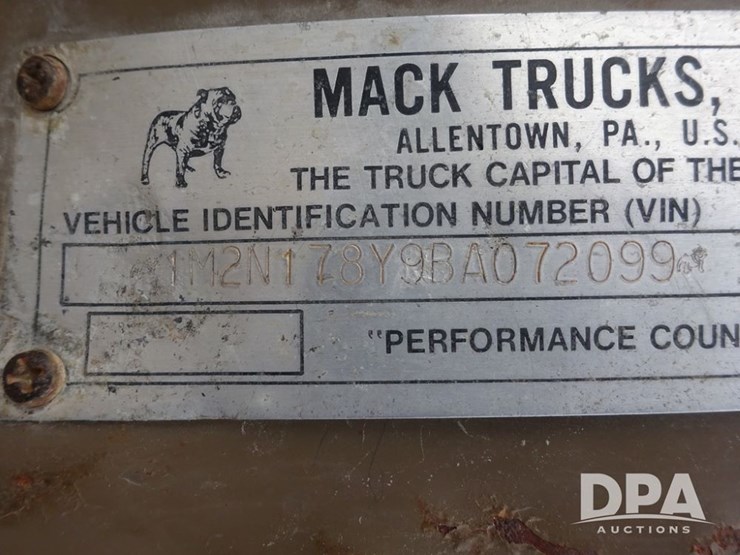 MACK TRUCKS,
ALLENTOWN, PA., U.S.
THE TRUCK CAPITAL OF THE
VEHICLE IDENTIFICATION NUMBER (VIN)
1M2N178Y9BA072099
"PERFORMANCE COUN
DPA
AUCTIONS